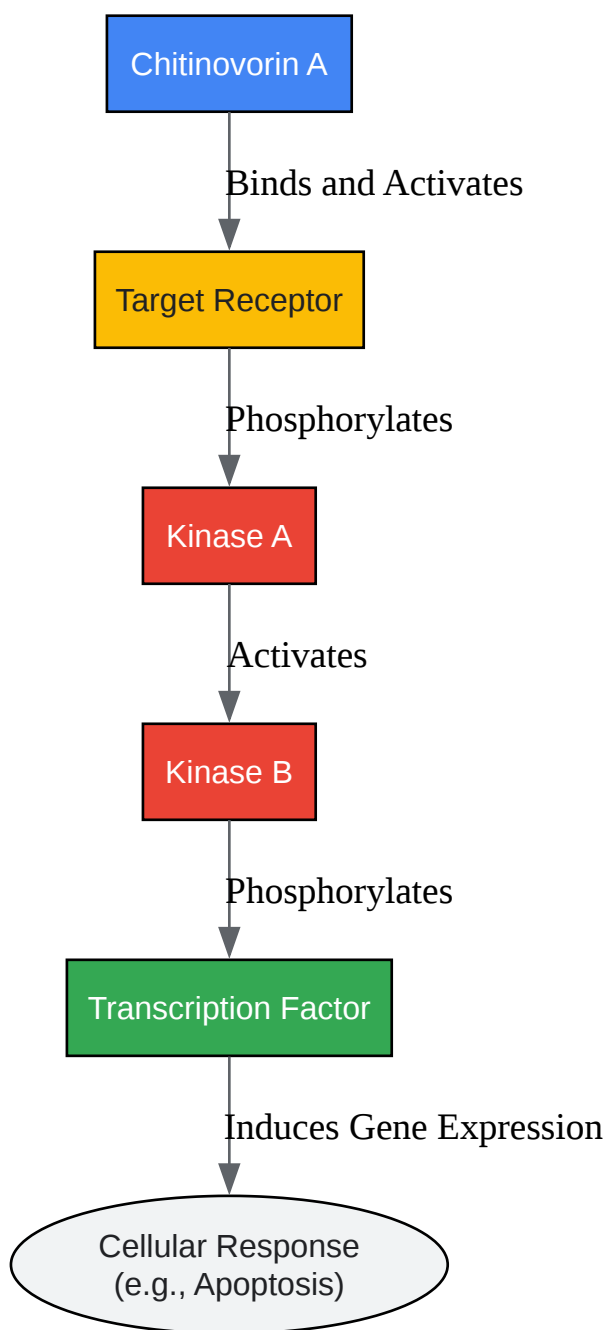 Chitinovorin A
Binds and Activates
Target Receptor
Phosphorylates
Kinase A
Activates
Kinase B
Phosphorylates
Transcription Factor
Induces Gene Expression
Cellular Response
(e.g., Apoptosis)